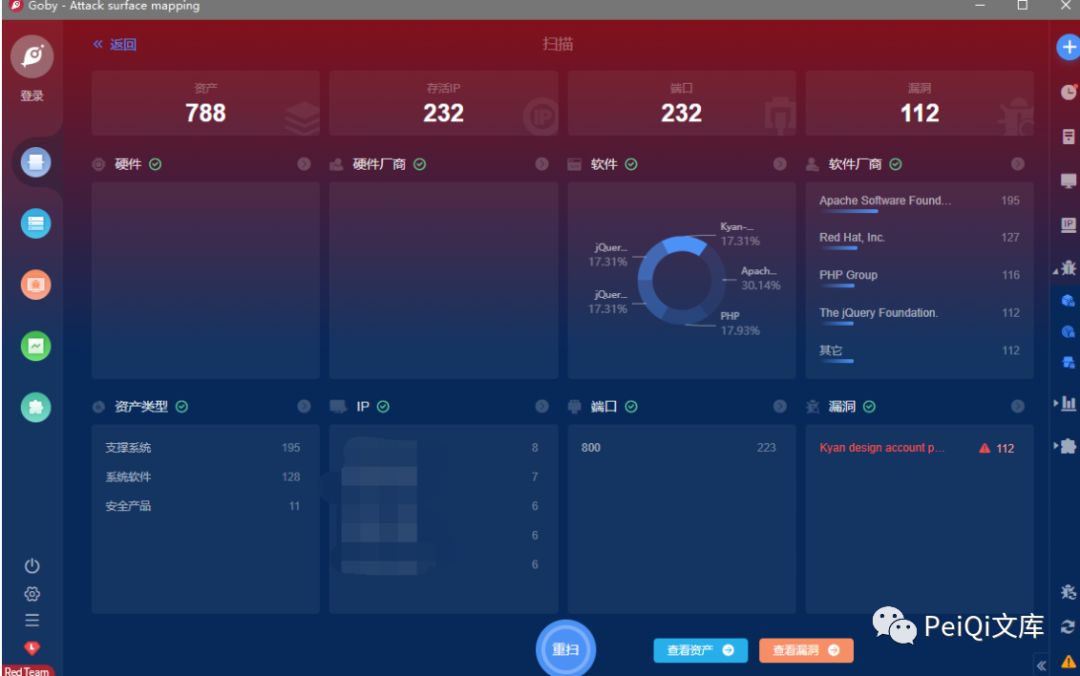 Goby - Attack surface mapping
« 返回
扫描
登录
资产
788
存活IP
232
端口
232
漏洞
112
硬件
硬件厂商
软件
软件厂商
Kyan-...
17.31%
jQuer...
17.31%
Apach...
30.14%
jQuer...
17.31%
PHP
17.93%
Apache Software Found... 195
Red Hat, Inc. 127
PHP Group 116
The jQuery Foundation. 112
其它 112
资产类型
IP
端口
漏洞
支撑系统 195
系统软件 128
安全产品 11
8
7
6
6
6
800 223
Kyan design account p... 112
重扫
查看资产
查看漏洞
PeiQi文库
Red Team
IP